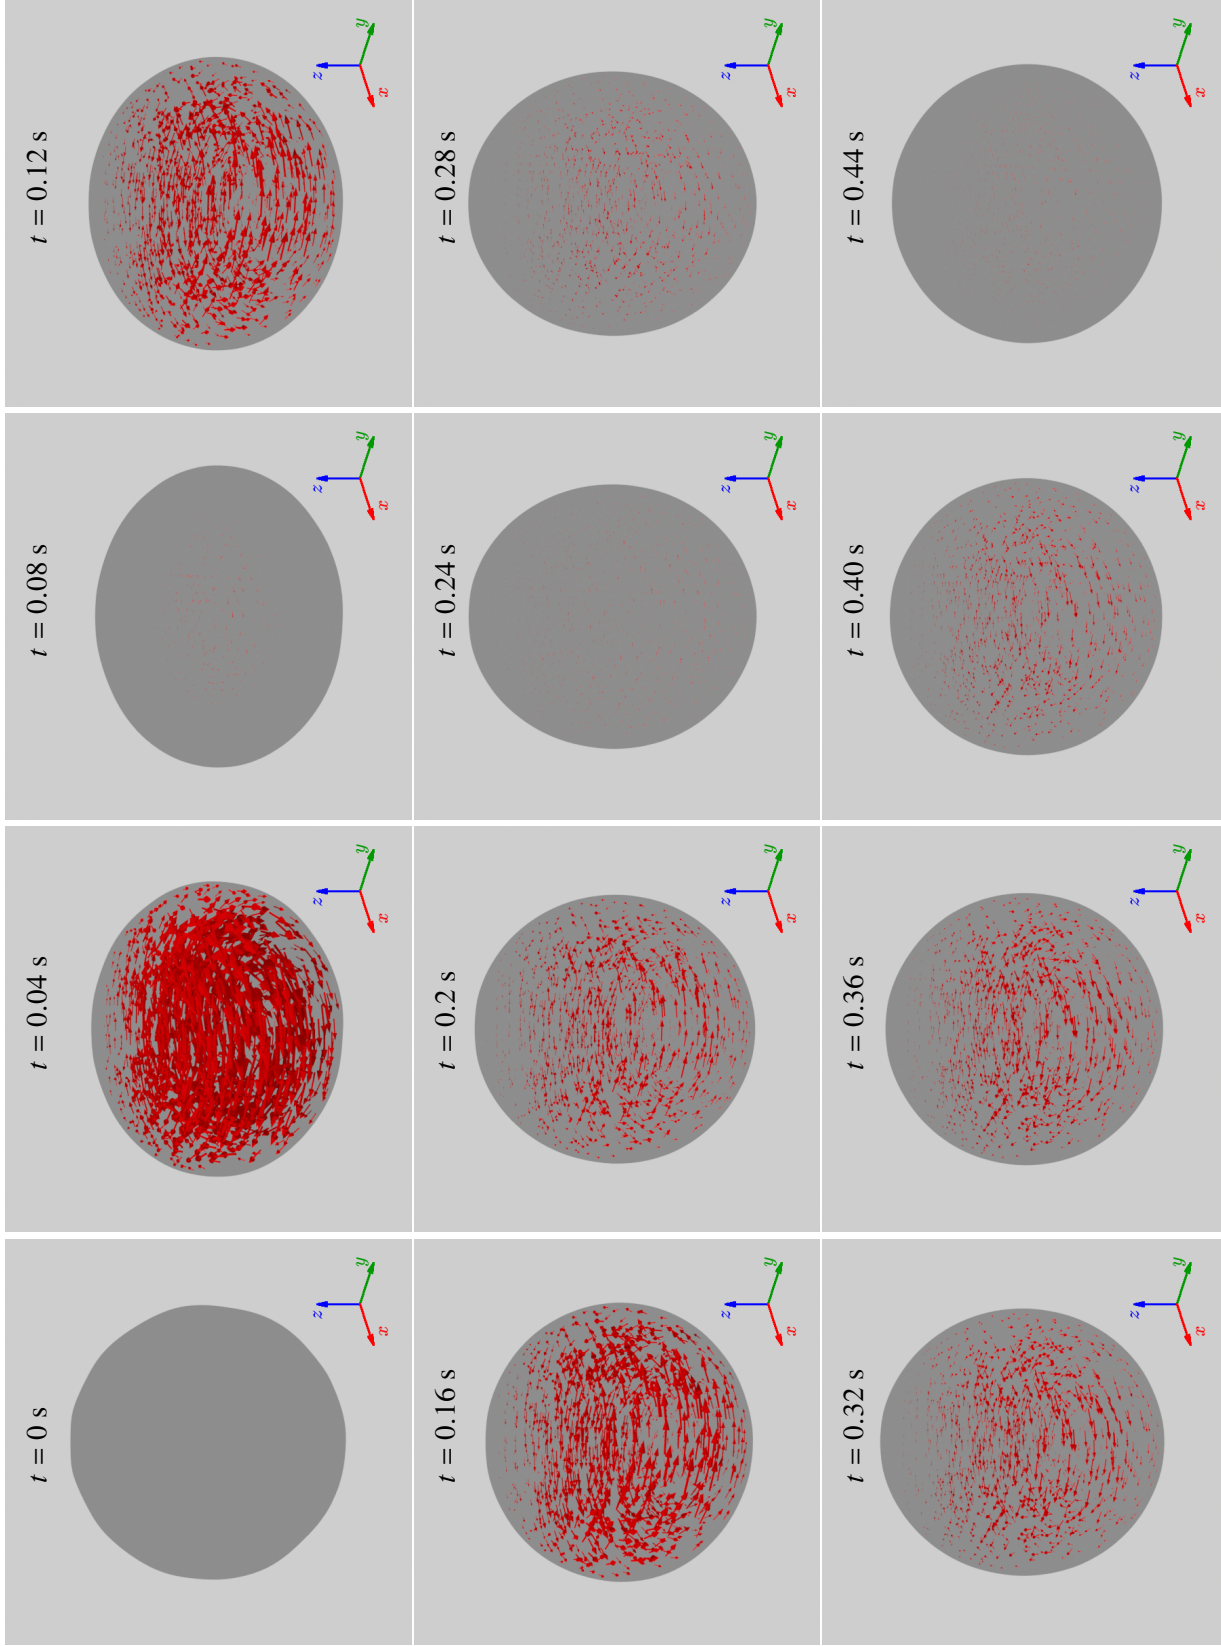 t = 0 s
z
y
x
t = 0.04 s
z
y
x
t = 0.08 s
z
y
x
t = 0.12 s
z
y
x
t = 0.16 s
z
y
x
t = 0.2 s
z
y
x
t = 0.24 s
z
y
x
t = 0.28 s
z
y
x
t = 0.32 s
z
y
x
t = 0.36 s
z
y
x
t = 0.40 s
z
y
x
t = 0.44 s
z
y
x